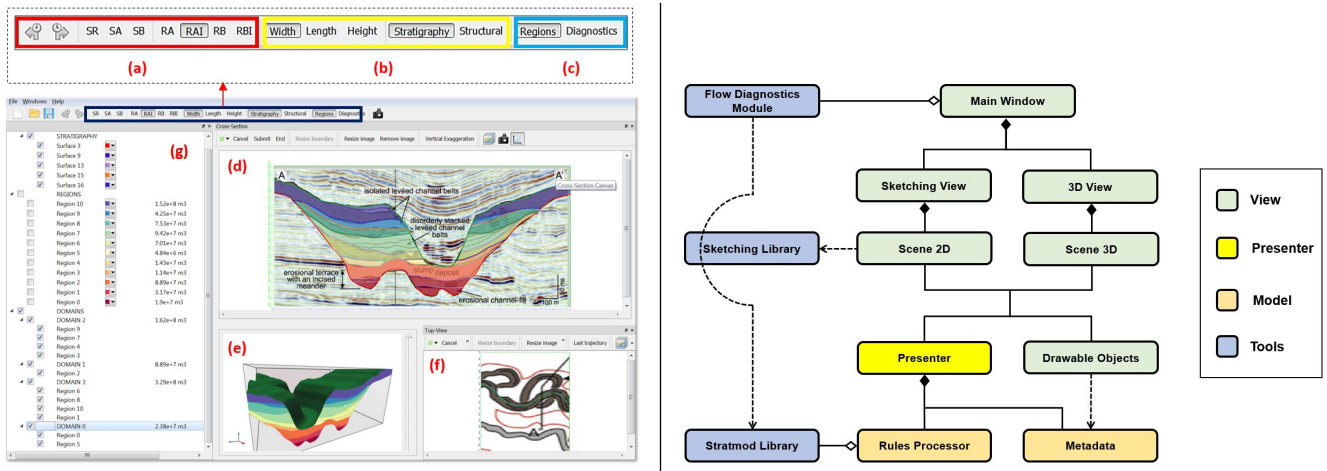 SR SA SB RA RAI RB RBI Width Length Height Stratigraphy Structural Regions Diagnostics
(a) (b) (c)
File Windows Help
SR SA SB RA RAI RB RBI Width Length Height Stratigraphy Structural Regions Diagnostics
(g)
STRATIGRAPHY
Surface 3
Surface 9
Surface 13
Surface 15
Surface 16
REGIONS
Region 10 1.52e+8 m3
Region 9 4.25e+7 m3
Region 8 7.53e+7 m3
Region 7 9.42e+7 m3
Region 6 7.01e+7 m3
Region 5 4.84e+6 m3
Region 4 1.43e+7 m3
Region 3 1.14e+7 m3
Region 2 8.89e+7 m3
Region 1 3.17e+7 m3
Region 0 1.9e+7 m3
DOMAINS
DOMAIN 2 1.62e+8 m3
Region 9
Region 7
Region 4
Region 3
DOMAIN 1 8.89e+7 m3
Region 2
DOMAIN 3 3.29e+8 m3
Region 6
Region 8
Region 10
Region 1
DOMAIN 0 2.38e+7 m3
Region 0
Region 5
Cross-Section
Cancel Submit End Resize boundary Resize Image Remove Image Vertical Exaggeration
(d)
A A'
Cross-Section Canvas
isolated leveed channel
belts
disorderly stacked
leveed channel
belts
slump deposit
erosional terrace
with an incised
meander
erosional channel-fill
100 m
(e)
Top-View
Cancel » Resize boundary Resize Image » Last trajectory
(f)
Flow Diagnostics
Module
Main Window
Sketching View
3D View
Sketching Library
Scene 2D
Scene 3D
Presenter
Drawable Objects
Stratmod Library
Rules Processor
Metadata
View
Presenter
Model
Tools